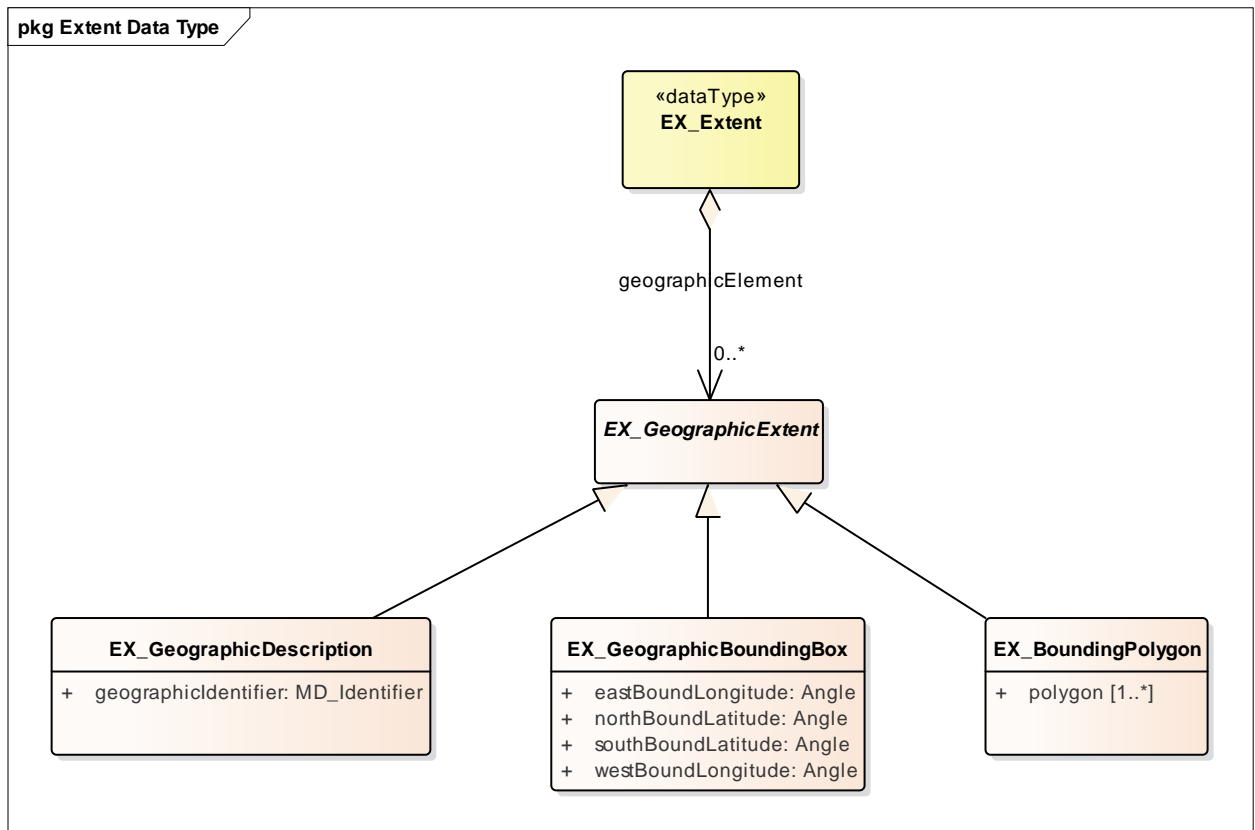 pkg Extent Data Type
«dataType»
EX_Extent
geographicElement
0..*
EX_GeographicExtent
EX_GeographicDescription
+ geographicIdentifier: MD_Identifier
EX_GeographicBoundingBox
+ eastBoundLongitude: Angle
+ northBoundLatitude: Angle
+ southBoundLatitude: Angle
+ westBoundLongitude: Angle
EX_BoundingPolygon
+ polygon [1..*]